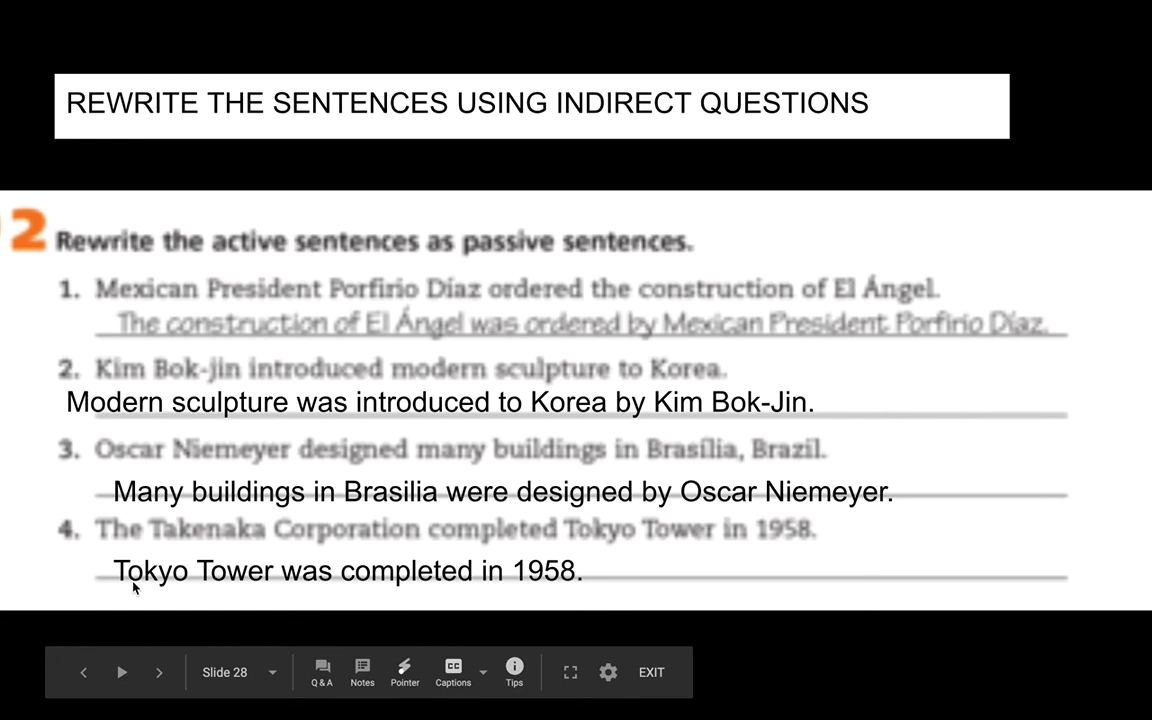 REWRITE THE SENTENCES USING INDIRECT QUESTIONS
2 Rewrite the active sentences as passive sentences.
1. Mexican President Porfirio Díaz ordered the construction of El Ángel.
The construction of El Ángel was ordered by Mexican President Porfirio Díaz.
2. Kim Bok-jin introduced modern sculpture to Korea.
Modern sculpture was introduced to Korea by Kim Bok-Jin.
3. Oscar Niemeyer designed many buildings in Brasília, Brazil.
Many buildings in Brasilia were designed by Oscar Niemeyer.
4. The Takenaka Corporation completed Tokyo Tower in 1958.
Tokyo Tower was completed in 1958.
Slide 28 Q & A Notes Pointer Captions Tips EXIT